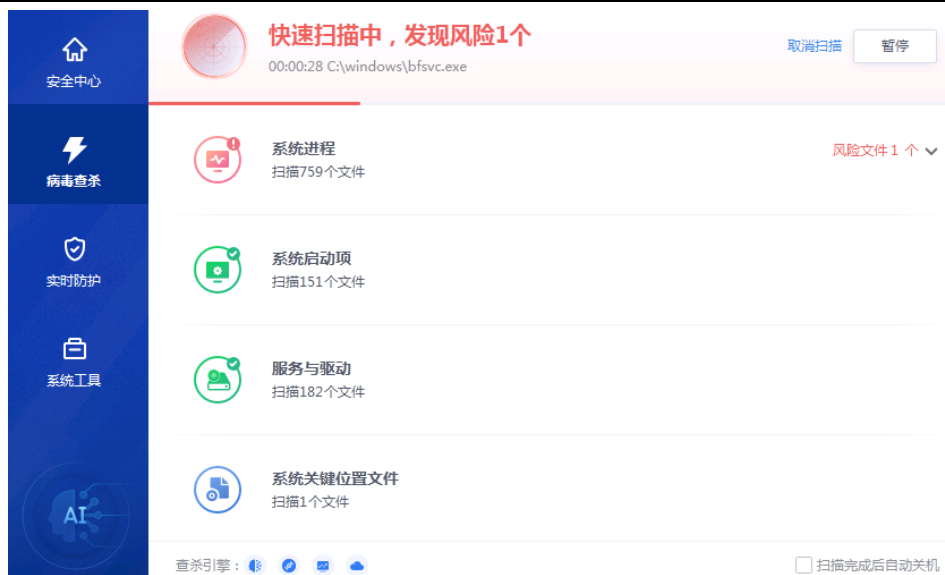 安全中心
病毒查杀
实时防护
系统工具
AI
快速扫描中，发现风险1个
00:00:28 C:\windows\bfsvc.exe
取消扫描
暂停
系统进程
扫描759个文件
风险文件 1 个
系统启动项
扫描151个文件
服务与驱动
扫描182个文件
系统关键位置文件
扫描1个文件
查杀引擎：
扫描完成后自动关机